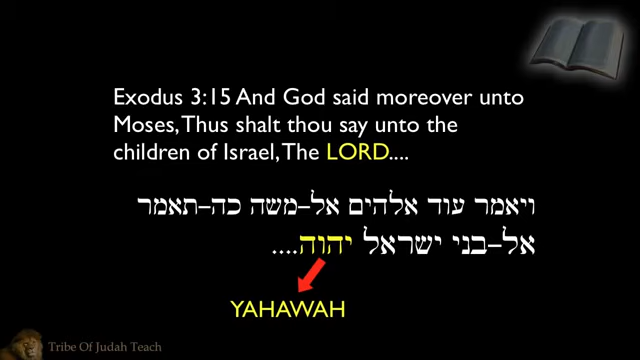 Exodus 3:15 And God said moreover unto
Moses, Thus shalt thou say unto the
children of Israel, The LORD....
ויאמר עוד אלהים אל–משה כה–תאמר
אל–בני ישראל יהוה....
YAHAWAH
Tribe Of Judah Teach